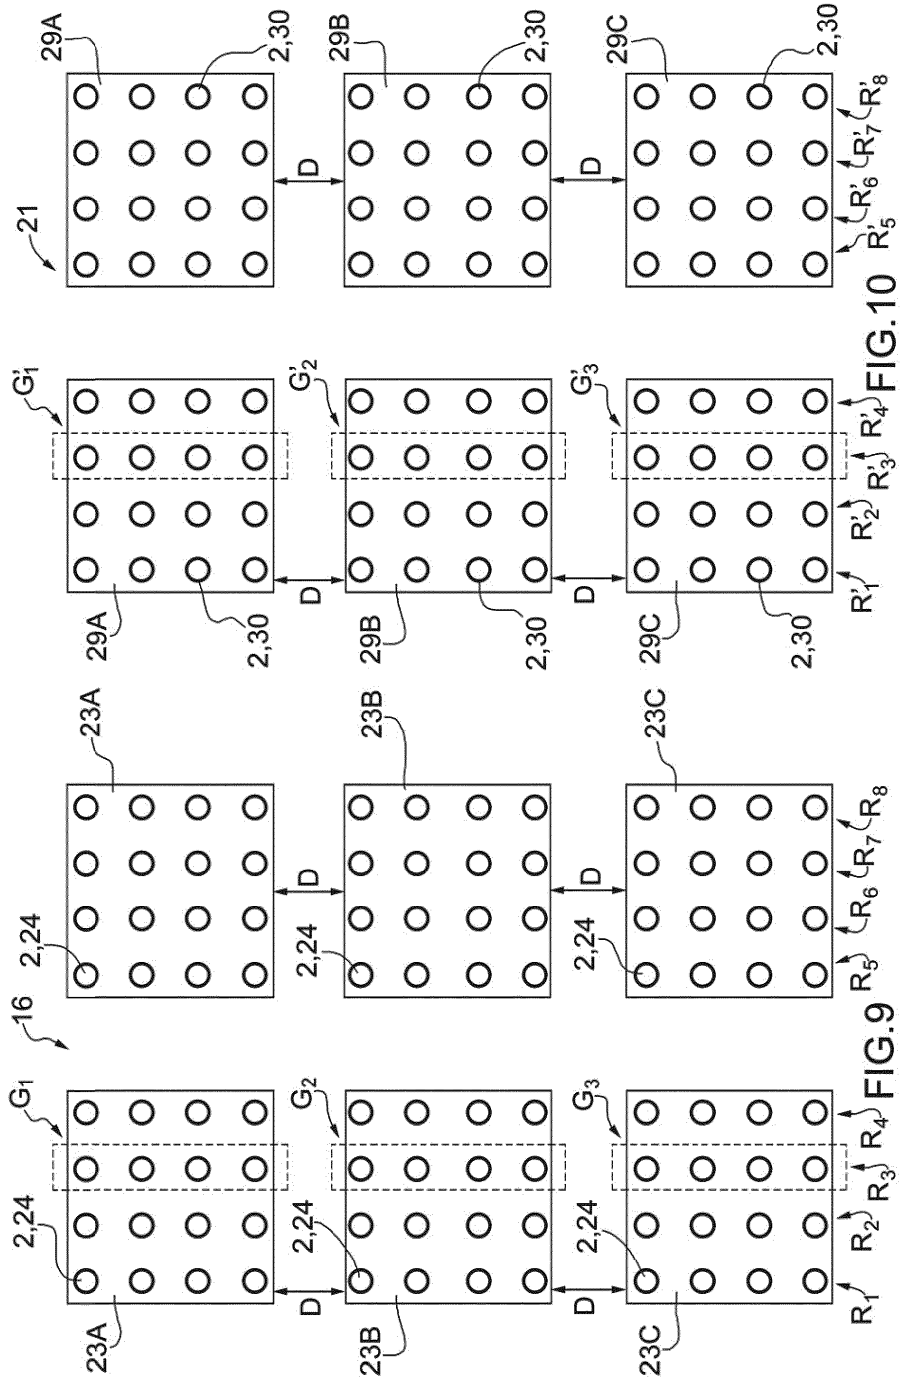 16
2,24
G1
2,24
23A
23A
D
2,24
G2
D
2,24
23B
23B
D
2,24
G3
D
2,24
23C
23C
R1 R2 R3 R4 R5 R6 R7 R8
FIG.9
21
G'1
29A
29A
2,30
2,30
D
G'2
D
29B
29B
2,30
2,30
D
G'3
D
29C
29C
2,30
2,30
R'1 R'2 R'3 R'4 R'5 R'6 R'7 R'8
FIG.10